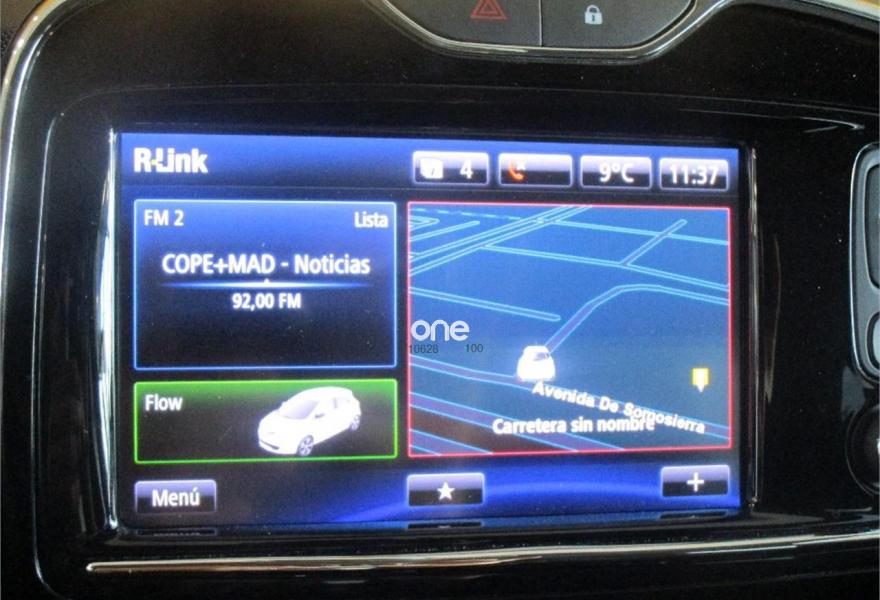 R-Link
4
9°C
11:37
FM 2
Lista
COPE+MAD - Noticias
92,00 FM
one
10628 100
Flow
Avenida De Somosierra
Carretera sin nombre
Menú